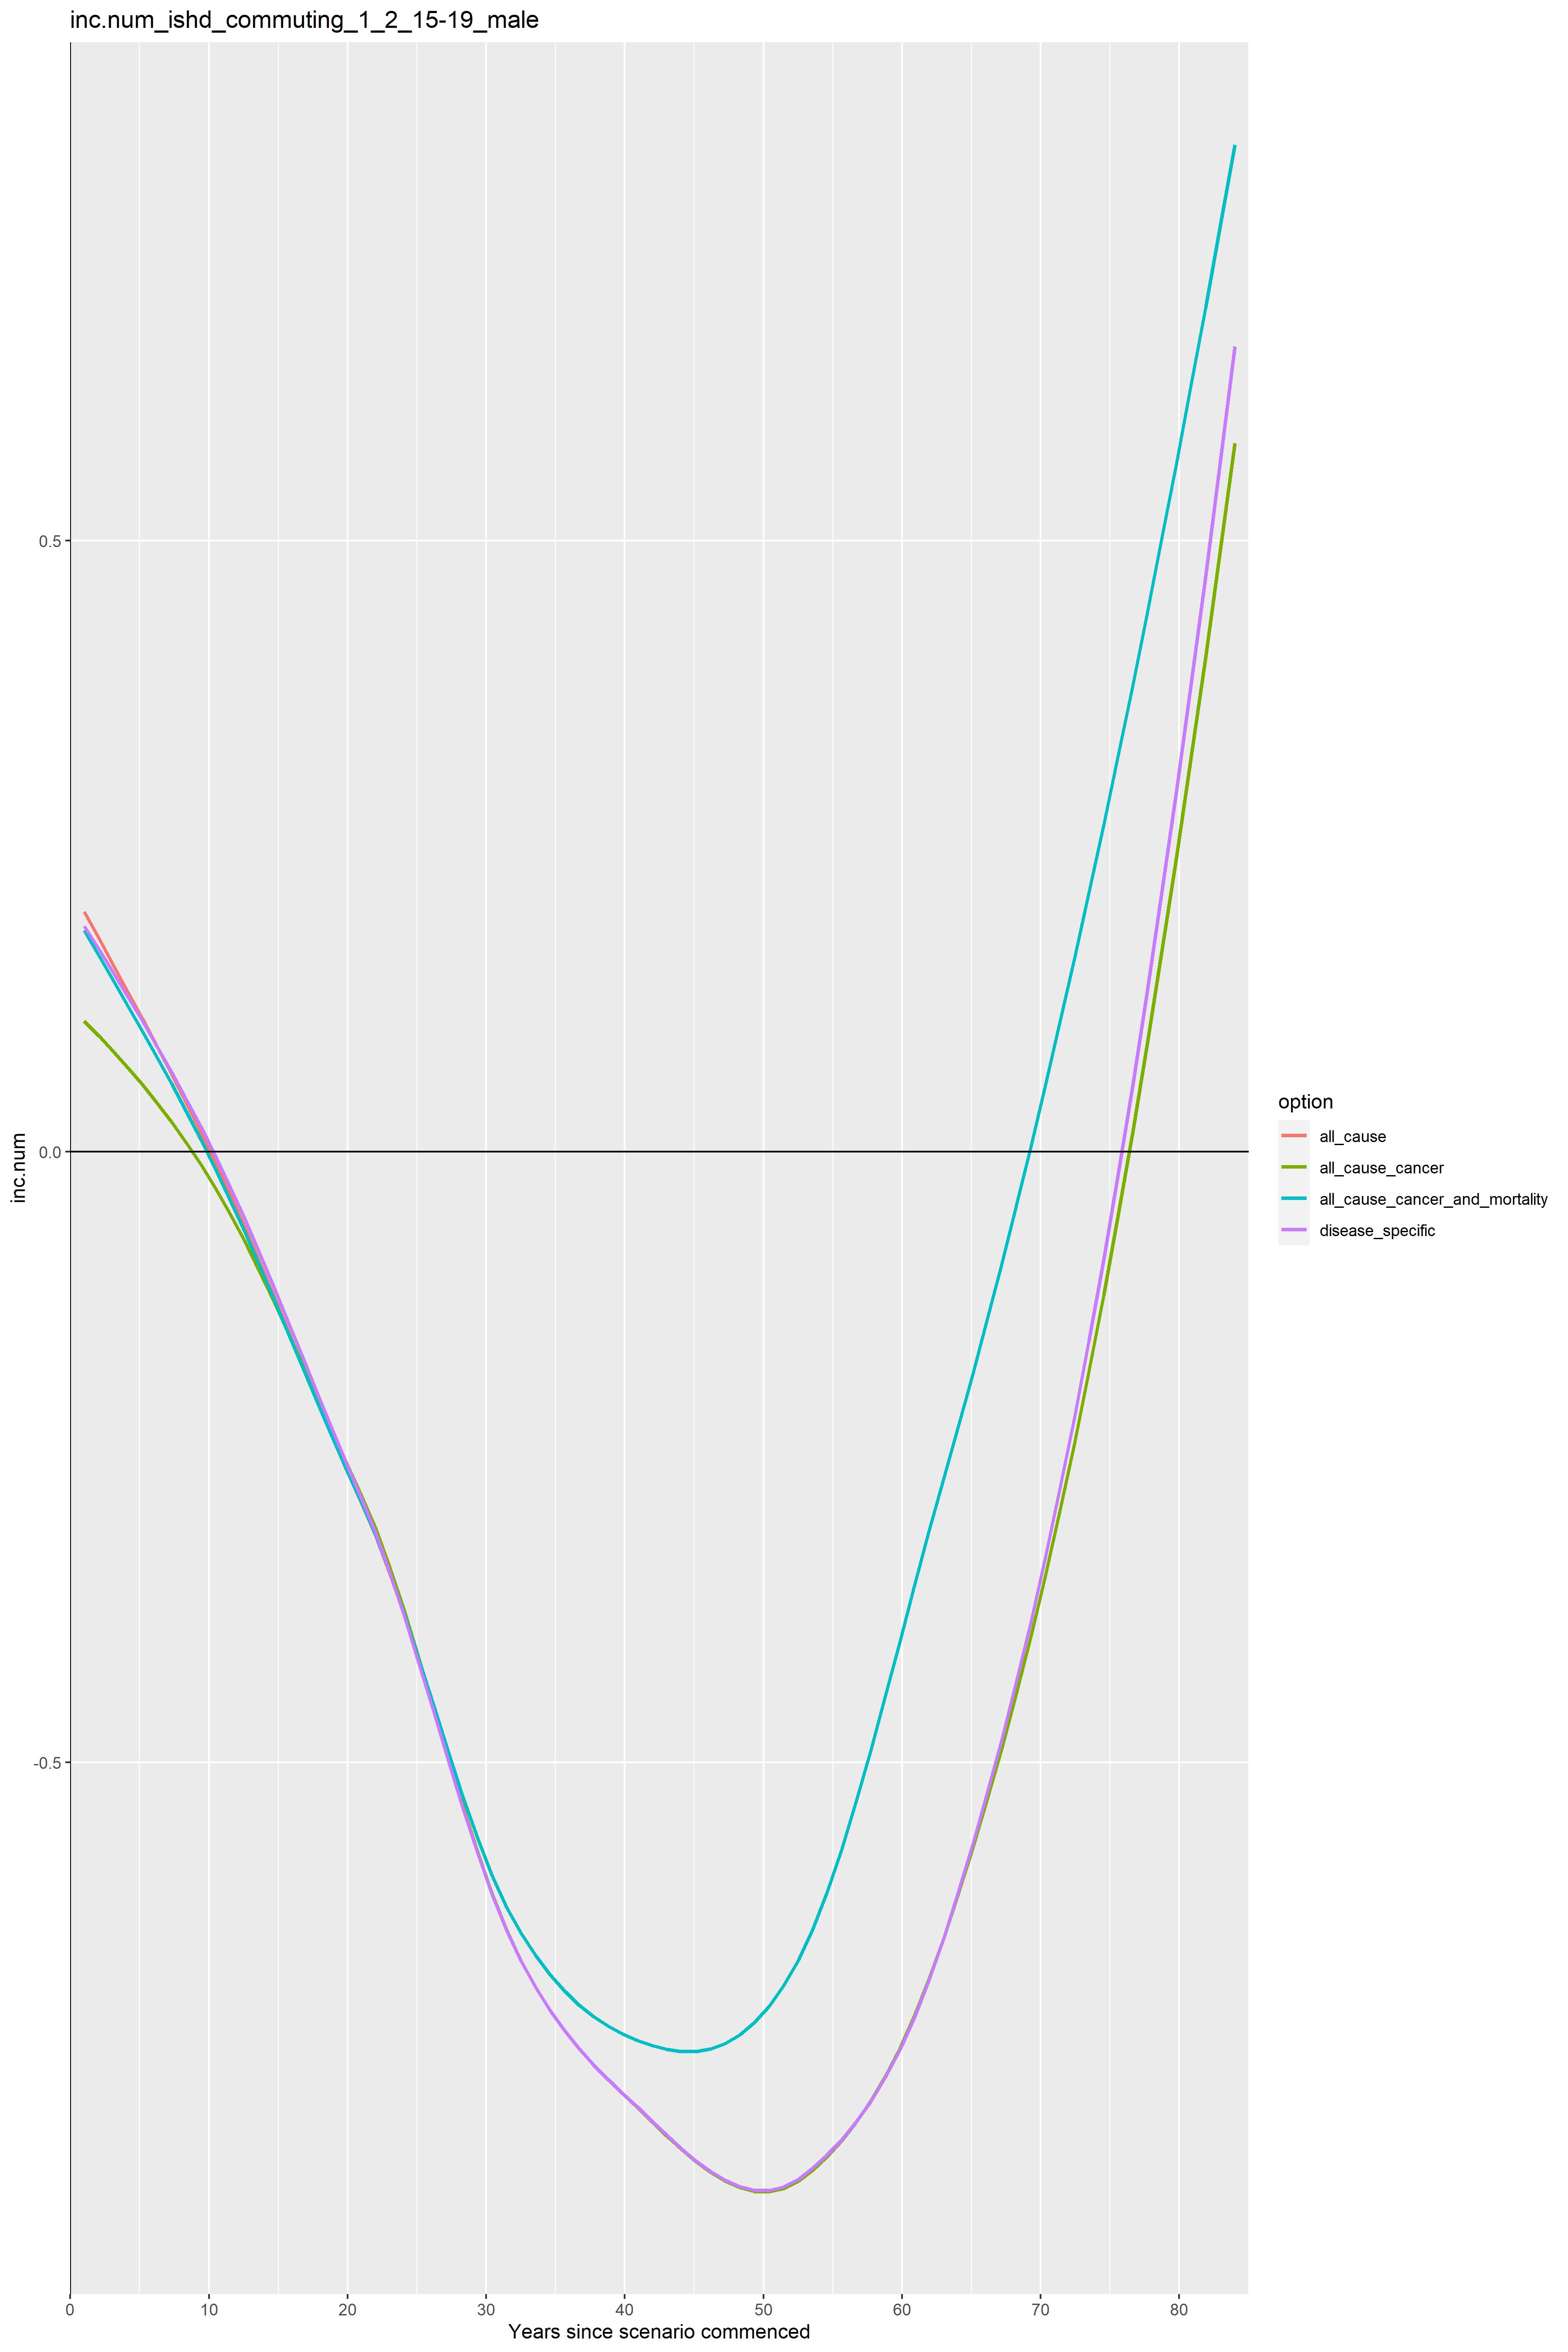 inc.num_ishd_commuting_1_2_15-19_male
0.5
0.0
-0.5
inc.num
0 10 20 30 40 50 60 70 80
Years since scenario commenced
option
all_cause
all_cause_cancer
all_cause_cancer_and_mortality
disease_specific